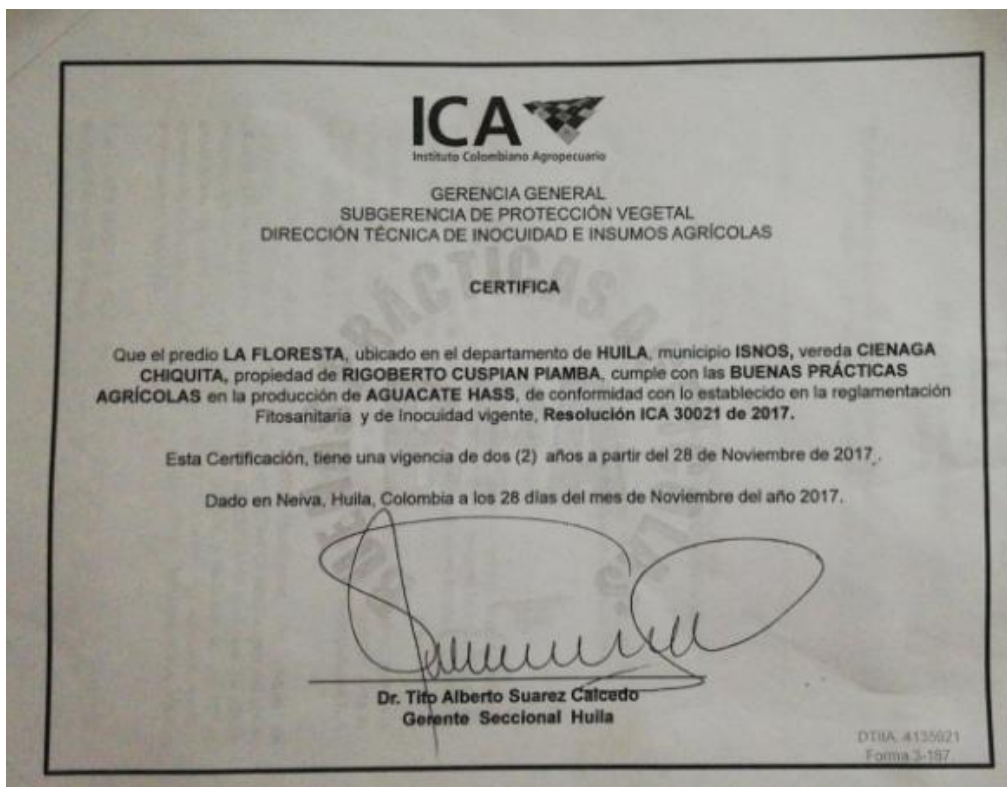 ICA
Instituto Colombiano Agropecuario
GERENCIA GENERAL
SUBGERENCIA DE PROTECCIÓN VEGETAL
DIRECCIÓN TÉCNICA DE INOCUIDAD E INSUMOS AGRÍCOLAS
CERTIFICA
Que el predio LA FLORESTA, ubicado en el departamento de HUILA, municipio ISNOS, vereda CIENAGA
CHIQUITA, propiedad de RIGOBERTO CUSPIAN PIAMBA, cumple con las BUENAS PRÁCTICAS
AGRÍCOLAS en la producción de AGUACATE HASS, de conformidad con lo establecido en la reglamentación
Fitosanitaria y de Inocuidad vigente, Resolución ICA 30021 de 2017.
Esta Certificación, tiene una vigencia de dos (2) años a partir del 28 de Noviembre de 2017.
Dado en Neiva, Huila, Colombia a los 28 días del mes de Noviembre del año 2017.
Dr. Tito Alberto Suarez Calcedo
Gerente Seccional Huila
Forma 3-187